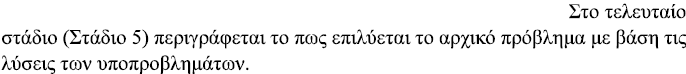 Στο τελευταίο
στάδιο (Στάδιο 5) περιγράφεται το πως επιλύεται το αρχικό πρόβλημα με βάση τις
λύσεις των υποπροβλημάτων.